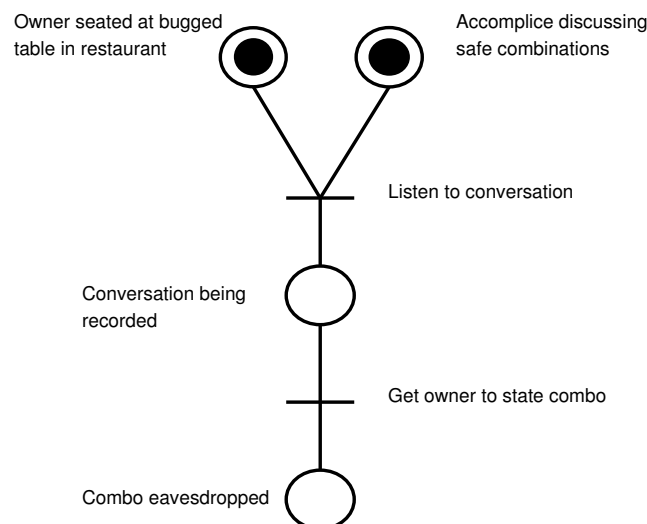 Owner seated at bugged
table in restaurant
Accomplice discussing
safe combinations
Listen to conversation
Conversation being
recorded
Get owner to state combo
Combo eavesdropped